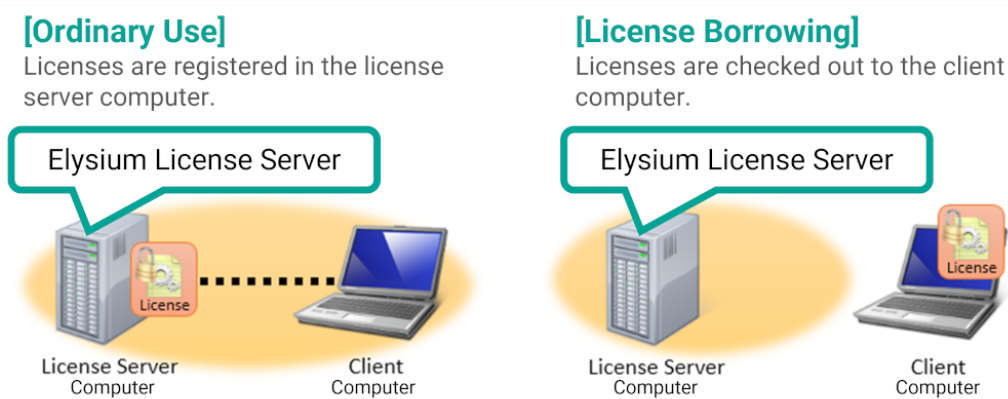 [Ordinary Use]
Licenses are registered in the license
server computer.
Elysium License Server
License
License Server
Computer
Client
Computer
[License Borrowing]
Licenses are checked out to the client
computer.
Elysium License Server
License
License Server
Computer
Client
Computer